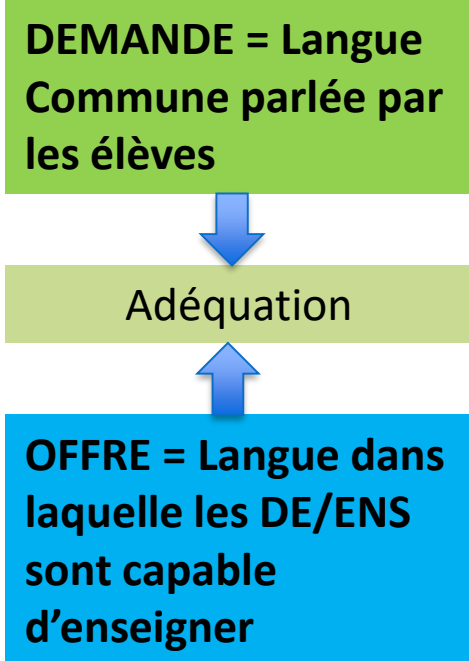 DEMANDE = Langue
Commune parlée par
les élèves
Adéquation
OFFRE = Langue dans
laquelle les DE/ENS
sont capable
d’enseigner